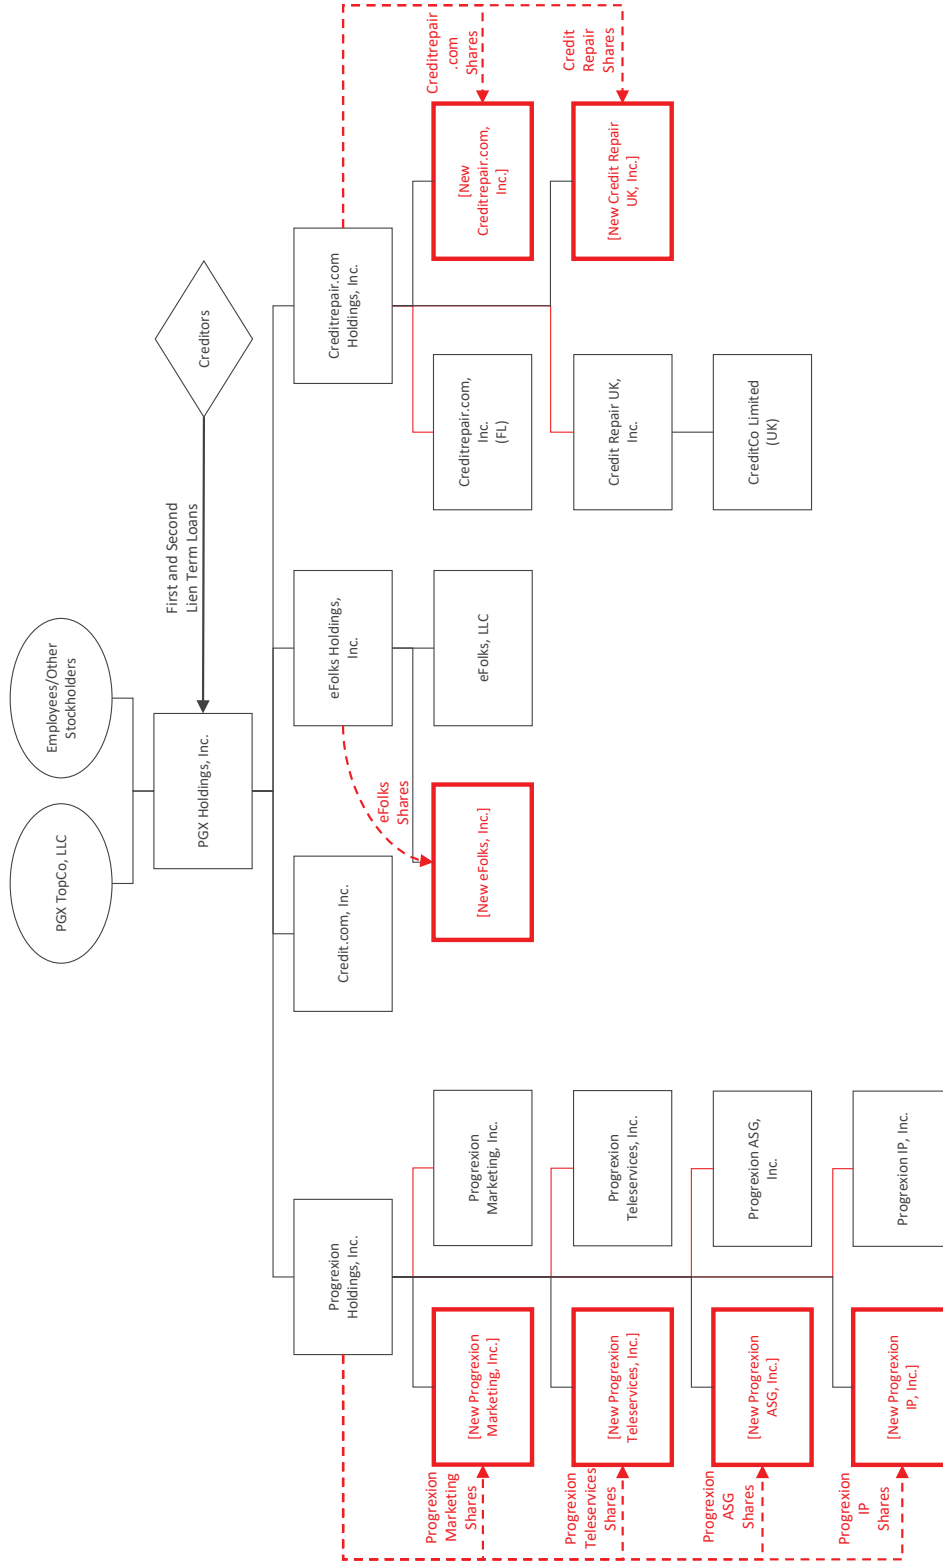 PGX TopCo, LLC
Employees/Other
Stockholders
PGX Holdings, Inc.
First and Second
Lien Term Loans
Creditors
Progrexion
Holdings, Inc.
Credit.com, Inc.
eFolks Holdings,
Inc.
Creditrepair.com
Holdings, Inc.
Progrexion
Marketing
Shares
[New Progrexion
Marketing, Inc.]
Progrexion
Marketing, Inc.
eFolks
Shares
[New eFolks, Inc.]
eFolks, LLC
Creditrepair.com,
Inc.
(FL)
[New
Creditrepair.com,
Inc.]
Creditrepair
.com
Shares
Progrexion
Teleservices
Shares
[New Progrexion
Teleservices, Inc.]
Progrexion
Teleservices, Inc.
Credit Repair UK,
Inc.
[New Credit Repair
UK, Inc.]
Credit
Repair
Shares
Progrexion
ASG
Shares
[New Progrexion
ASG, Inc.]
Progrexion ASG,
Inc.
CreditCo Limited
(UK)
Progrexion
IP
Shares
[New Progrexion
IP, Inc.]
Progrexion IP, Inc.